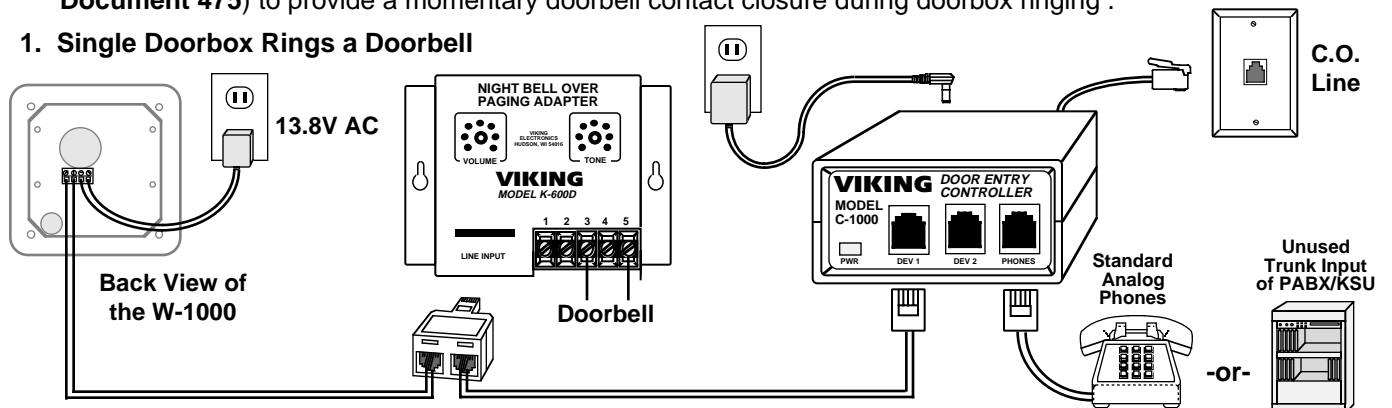 Document 475) to provide a momentary doorbell contact closure during doorbox ringing .
1. Single Doorbox Rings a Doorbell
13.8V AC
Back View of
the W-1000
NIGHT BELL OVER
PAGING ADAPTER
VOLUME
VIKING
ELECTRONICS
HUDSON, WI 54016
TONE
VIKING
MODEL K-600D
1 2 3 4 5
LINE INPUT
Doorbell
VIKING DOOR ENTRY
CONTROLLER
MODEL
C-1000
PWR DEV 1 DEV 2 PHONES
C.O.
Line
Standard
Analog
Phones
-or-
Unused
Trunk Input
of PABX/KSU